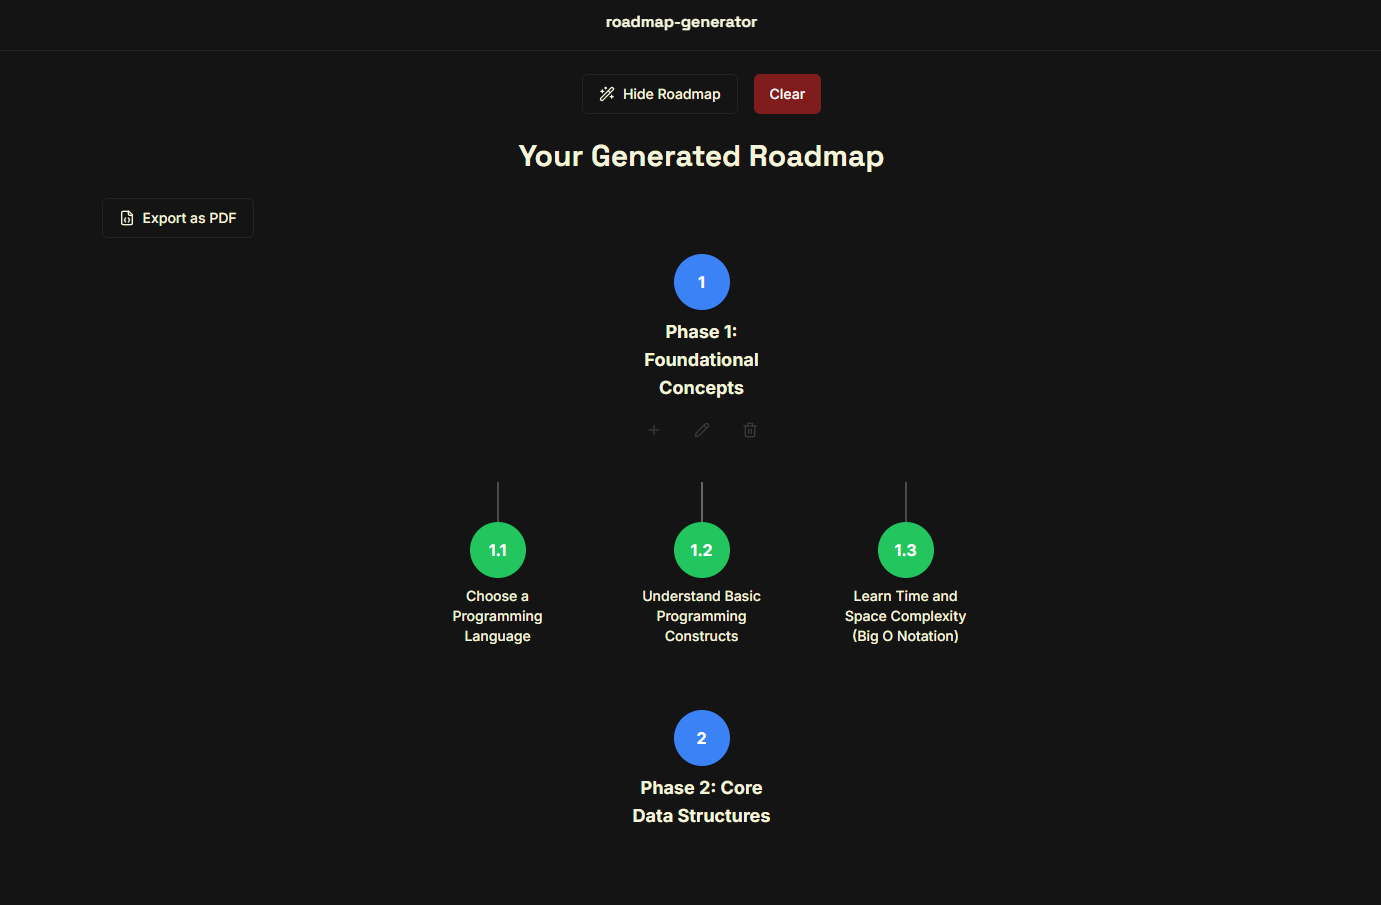 roadmap-generator
Hide Roadmap
Clear
Your Generated Roadmap
Export as PDF
1
Phase 1:
Foundational
Concepts
1.1
Choose a
Programming
Language
1.2
Understand Basic
Programming
Constructs
1.3
Learn Time and
Space Complexity
(Big O Notation)
2
Phase 2: Core
Data Structures